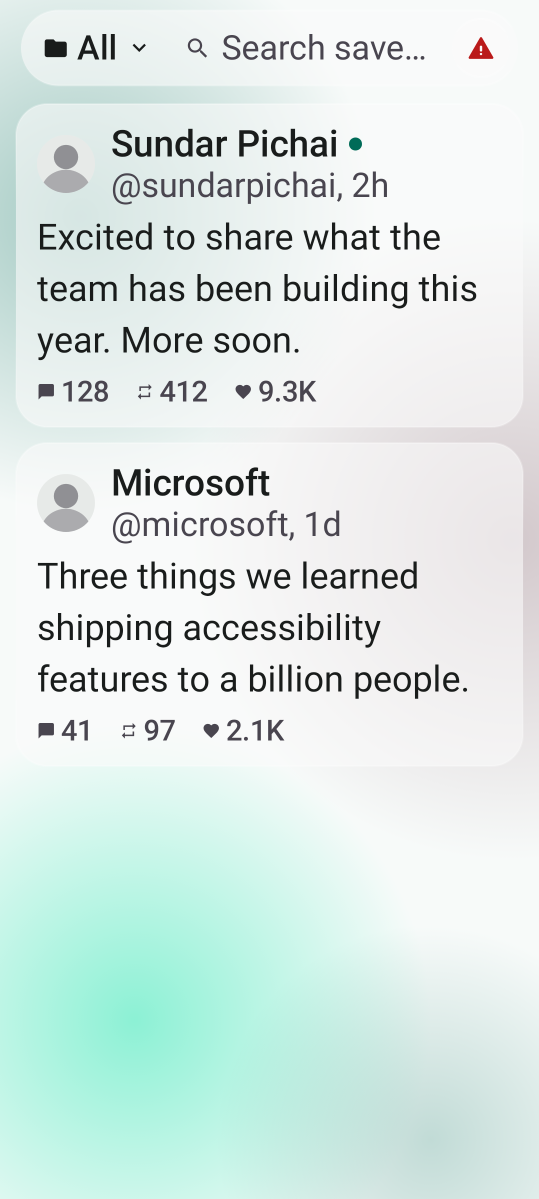 All Search save...
Sundar Pichai
@sundarpichai, 2h
Excited to share what the
team has been building this
year. More soon.
128 412 9.3K
Microsoft
@microsoft, 1d
Three things we learned
shipping accessibility
features to a billion people.
41 97 2.1K